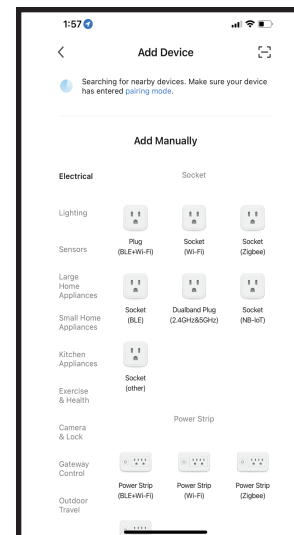 1:57
Add Device
Searching for nearby devices. Make sure your device
has entered pairing mode.
Add Manually
Electrical
Lighting
Sensors
Large
Home
Appliances
Small Home
Appliances
Kitchen
Appliances
Exercise
& Health
Camera
& Lock
Gateway
Control
Outdoor
Travel
Socket
Plug
(BLE+Wi-Fi)
Socket
(Wi-Fi)
Socket
(Zigbee)
Socket
(BLE)
Dualband Plug
(2.4GHz&5GHz)
Socket
(NB-IoT)
Socket
(other)
Power Strip
Power Strip
(BLE+Wi-Fi)
Power Strip
(Wi-Fi)
Power Strip
(Zigbee)